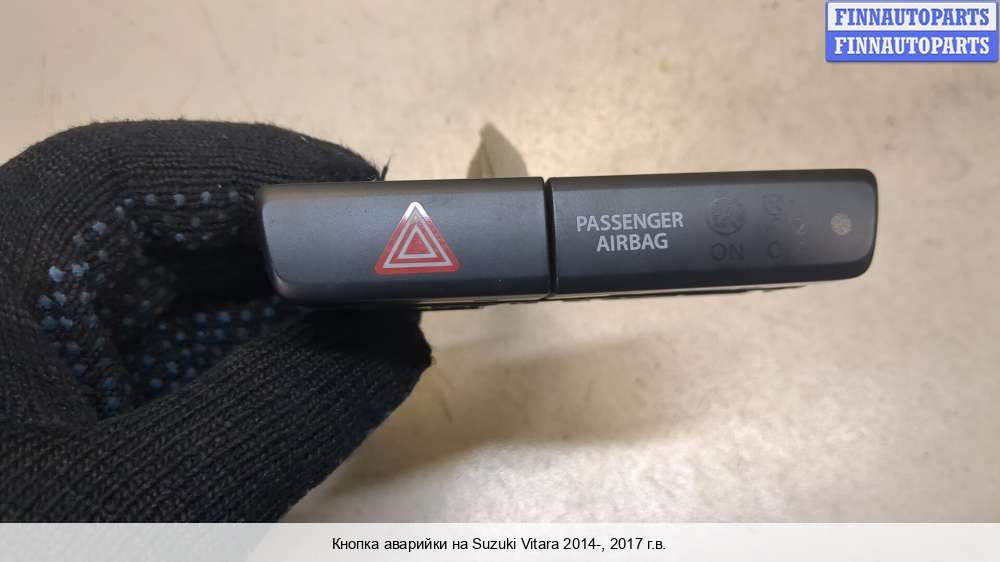 FINNAUTOPARTS
FINNAUTOPARTS
PASSENGER
AIRBAG
ON
Кнопка аварийки на Suzuki Vitara 2014-, 2017 г.в.